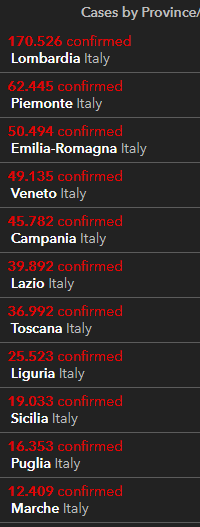 Cases by Province/
170.526 confirmed
Lombardia Italy
62.445 confirmed
Piemonte Italy
50.494 confirmed
Emilia-Romagna Italy
49.135 confirmed
Veneto Italy
45.782 confirmed
Campania Italy
39.892 confirmed
Lazio Italy
36.992 confirmed
Toscana Italy
25.523 confirmed
Liguria Italy
19.033 confirmed
Sicilia Italy
16.353 confirmed
Puglia Italy
12.409 confirmed
Marche Italy